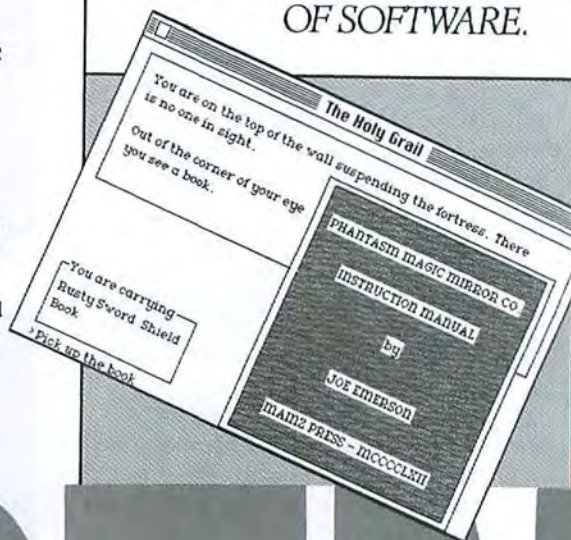 OF SOFTWARE.
The Holy Grail
You are on the top of the wall suspending the fortress. There
is no one in sight.
Out of the corner of your eye
you see a book.
You are carrying
Rusty Sword Shield
Book
>Pick up the book
PHANTASM MAGIC MIRROR CO.
INSTRUCTION MANUAL
by
JOE EMERSON
MAM2 PRESS - MCCCCLXII